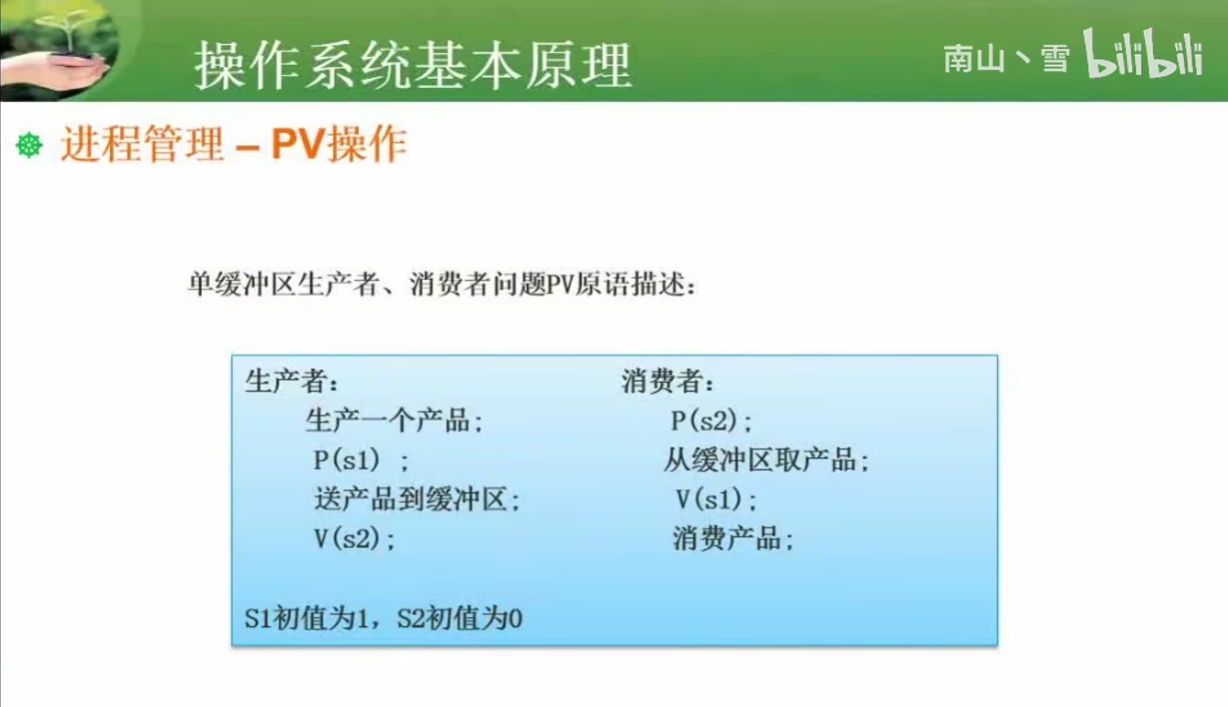 操作系统基本原理
南山丶雪 bilibili
进程管理 – PV操作
单缓冲区生产者、消费者问题PV原语描述:
生产者: 消费者:
生产一个产品; P(s2);
P(s1) ; 从缓冲区取产品;
送产品到缓冲区; V(s1);
V(s2); 消费产品;
S1初值为1，S2初值为0